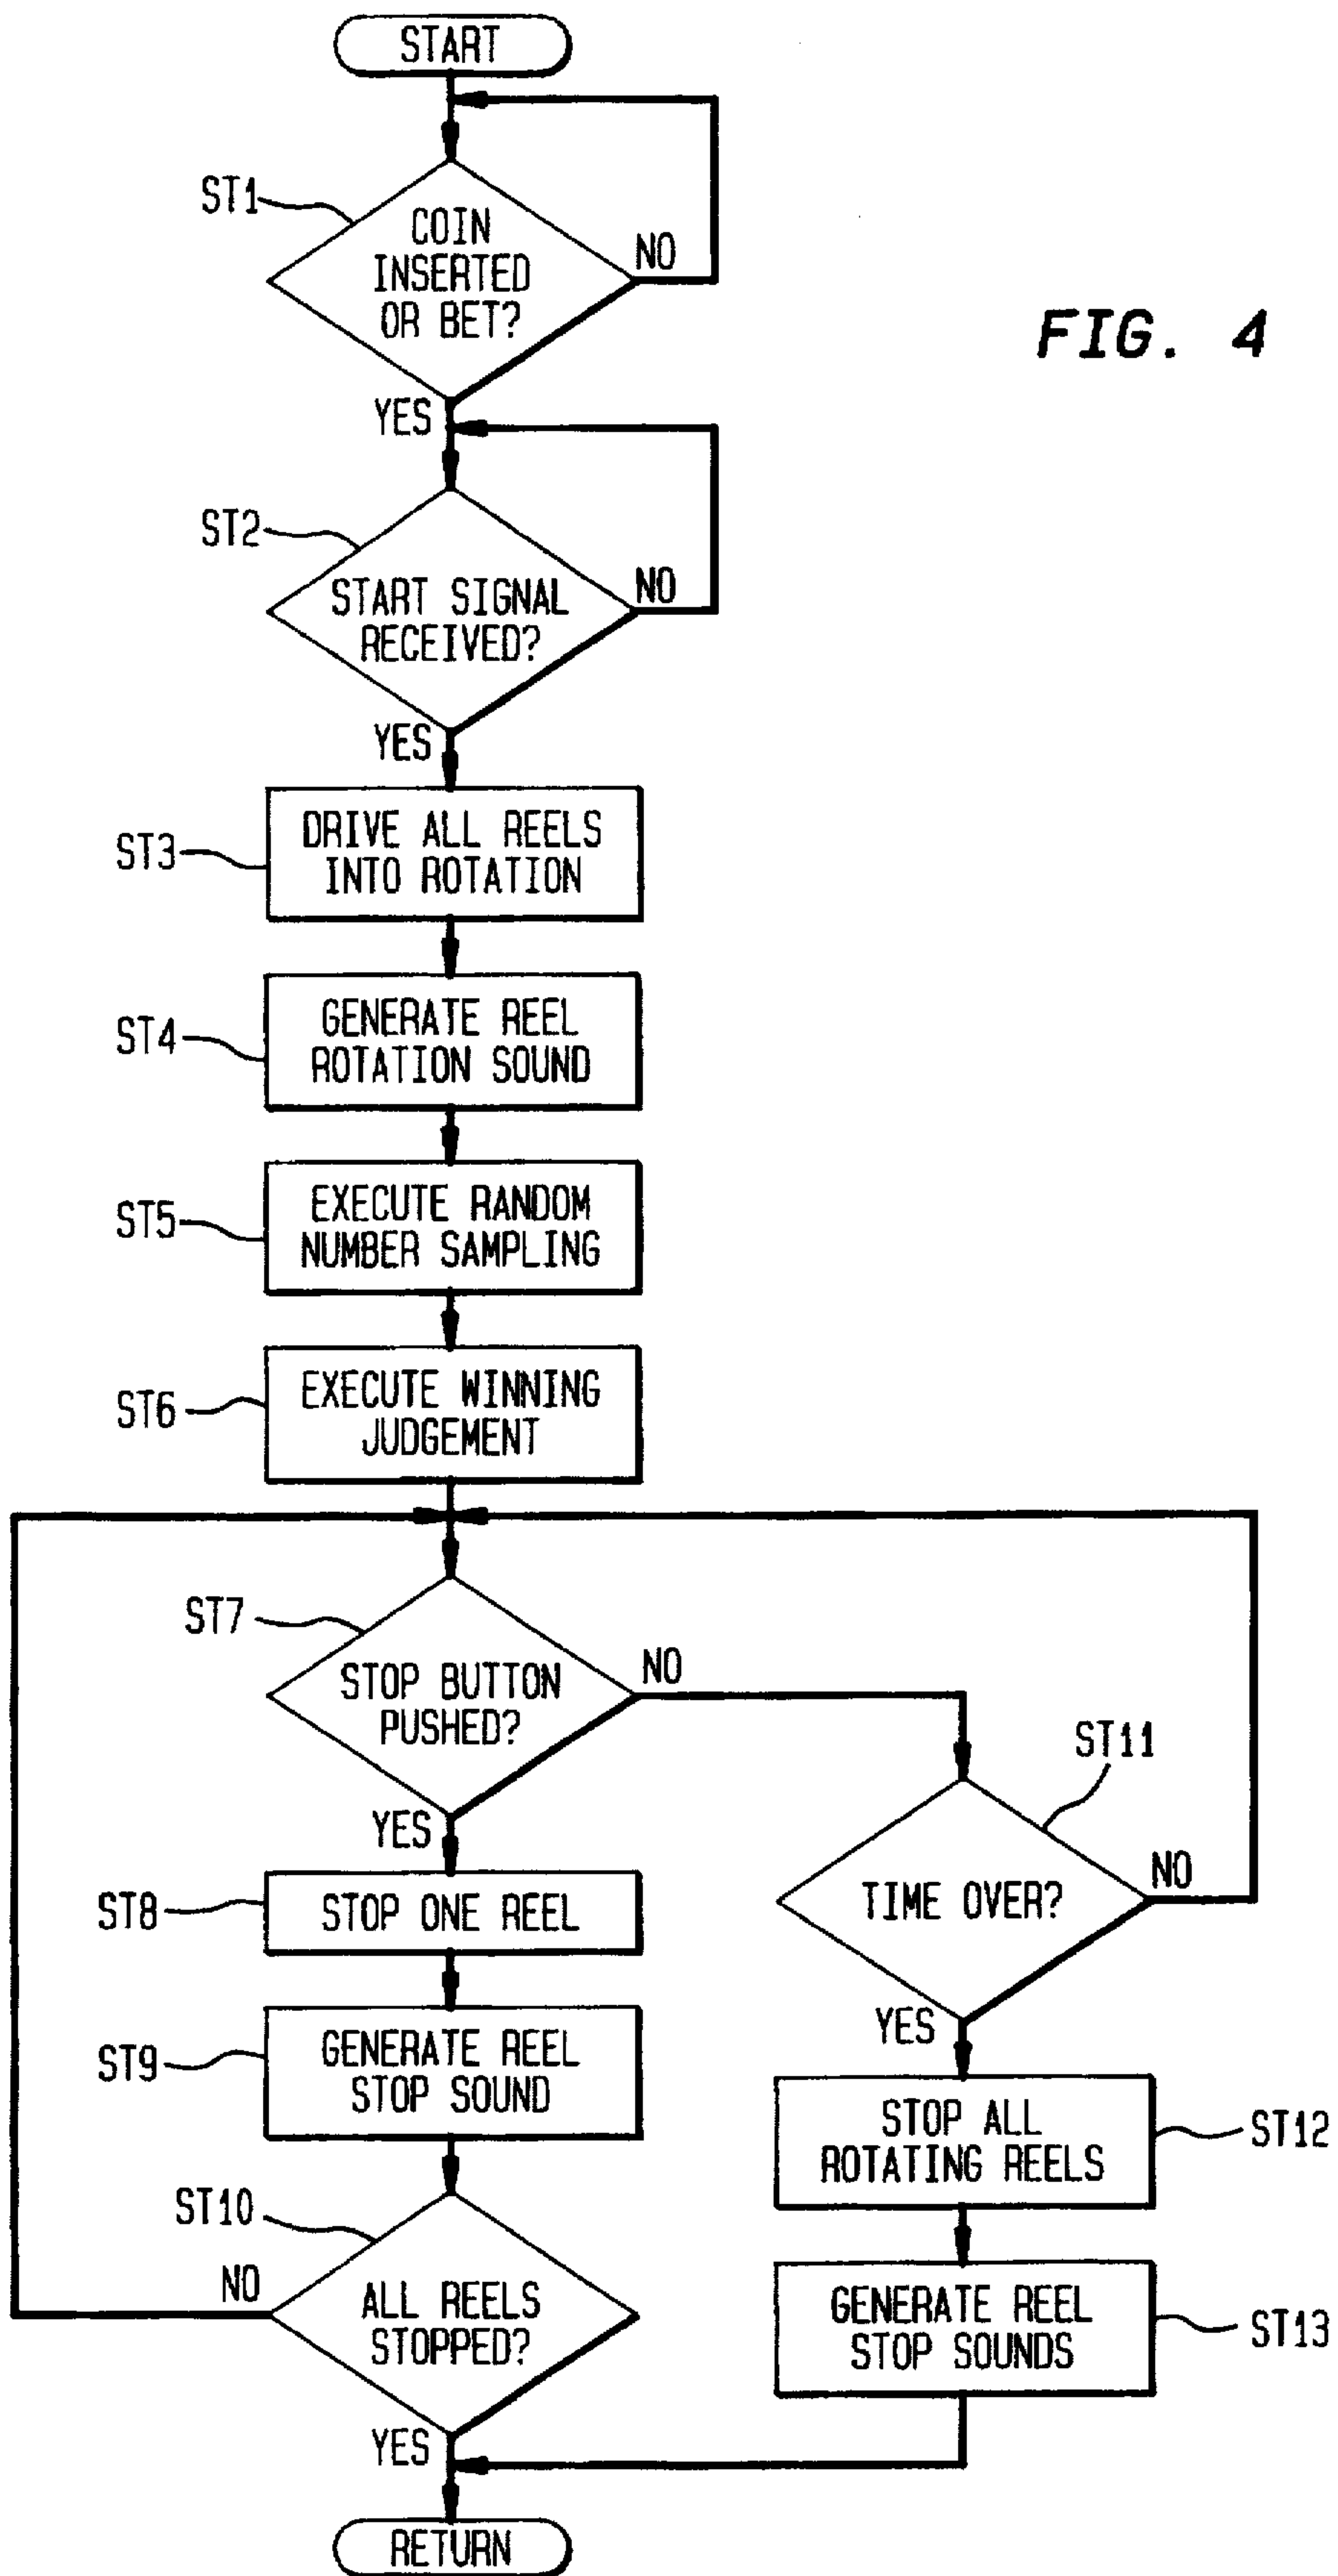 START
ST1
COIN
INSERTED
OR BET?
NO
FIG. 4
YES
ST2
START SIGNAL
RECEIVED?
NO
YES
ST3
DRIVE ALL REELS
INTO ROTATION
ST4
GENERATE REEL
ROTATION SOUND
ST5
EXECUTE RANDOM
NUMBER SAMPLING
ST6
EXECUTE WINNING
JUDGEMENT
ST7
STOP BUTTON
PUSHED?
NO
YES
ST11
TIME OVER?
NO
YES
ST8
STOP ONE REEL
ST9
GENERATE REEL
STOP SOUND
ST12
STOP ALL
ROTATING REELS
ST10
ALL REELS
STOPPED?
NO
YES
ST13
GENERATE REEL
STOP SOUNDS
RETURN